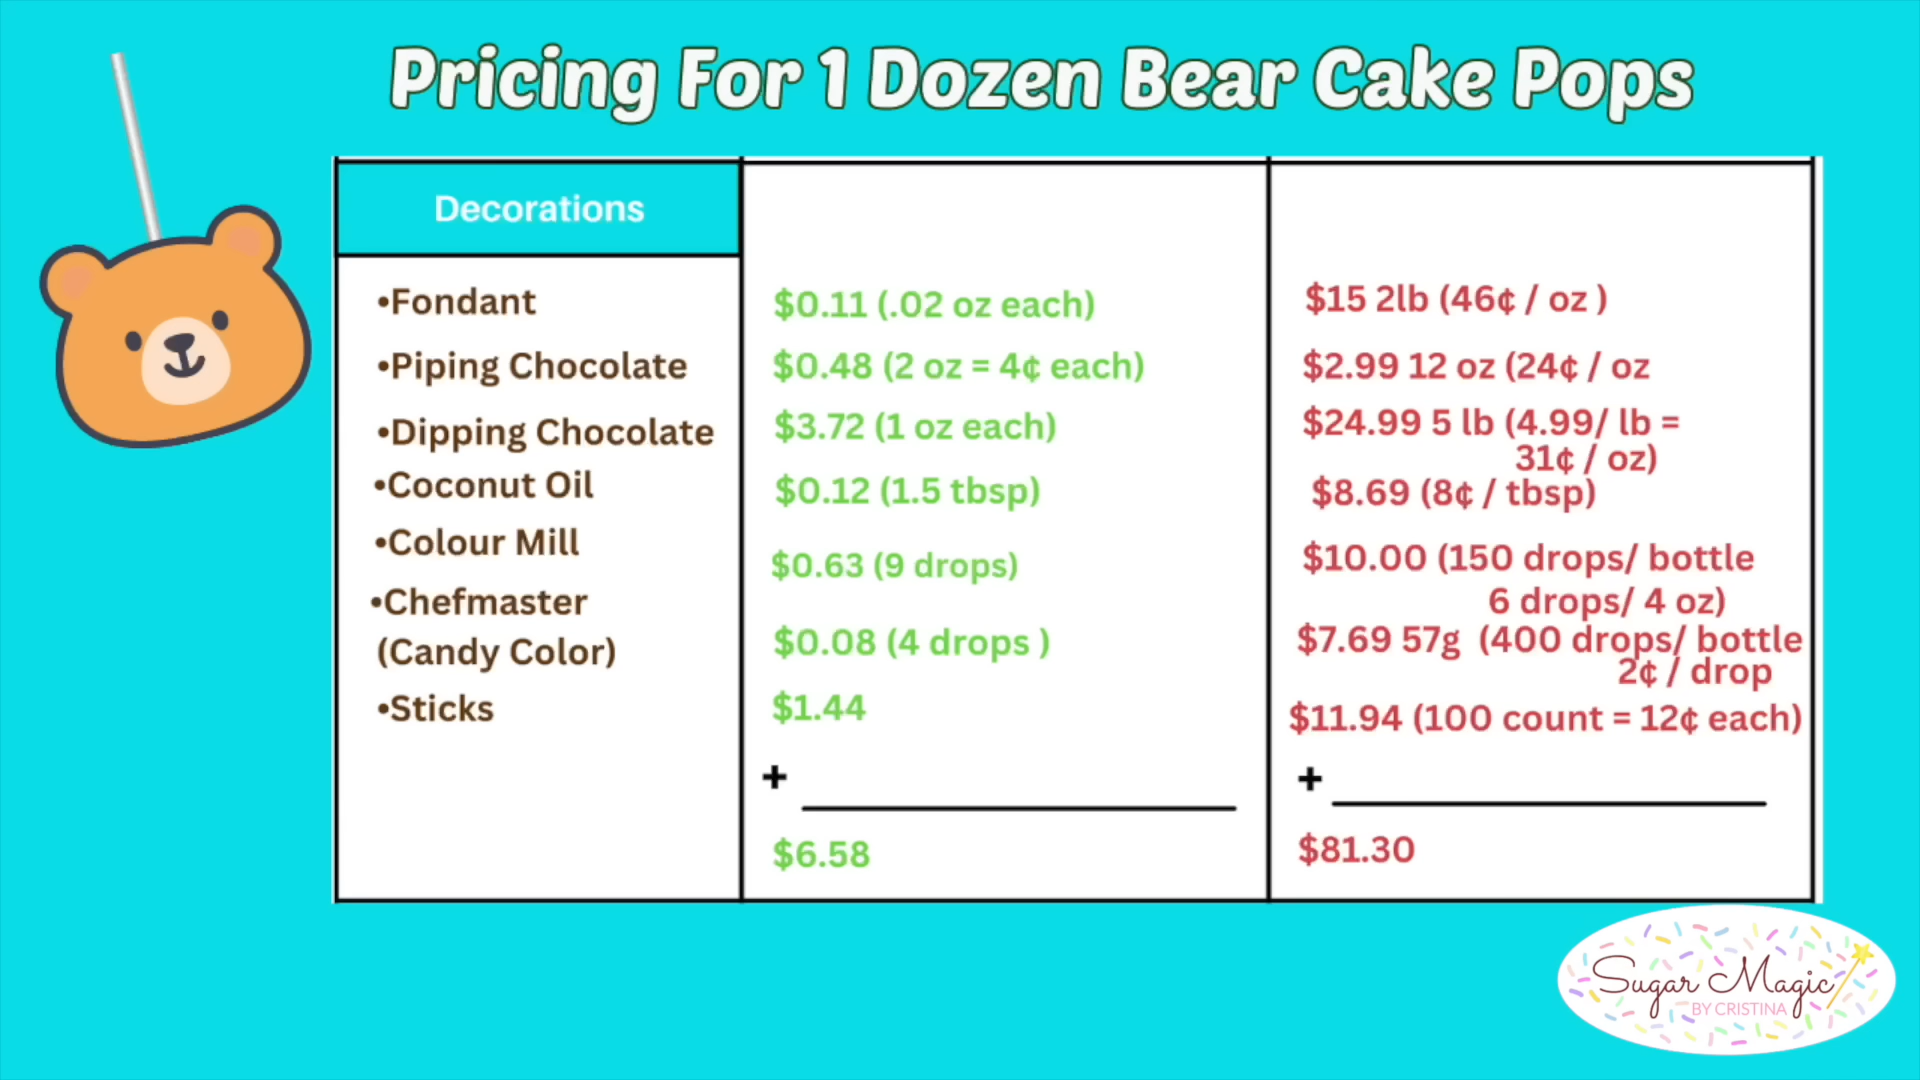 Pricing For 1 Dozen Bear Cake Pops
Decorations
•Fondant $0.11 (.02 oz each) $15 2lb (46¢ / oz )
•Piping Chocolate $0.48 (2 oz = 4¢ each) $2.99 12 oz (24¢ / oz
•Dipping Chocolate $3.72 (1 oz each) $24.99 5 lb (4.99/ lb =
31¢ / oz)
•Coconut Oil $0.12 (1.5 tbsp) $8.69 (8¢ / tbsp)
•Colour Mill $0.63 (9 drops) $10.00 (150 drops/ bottle
6 drops/ 4 oz)
•Chefmaster
(Candy Color) $0.08 (4 drops ) $7.69 57g (400 drops/ bottle
2¢ / drop
•Sticks $1.44 $11.94 (100 count = 12¢ each)
+ +
$6.58 $81.30
Sugar Magic
BY CRISTINA